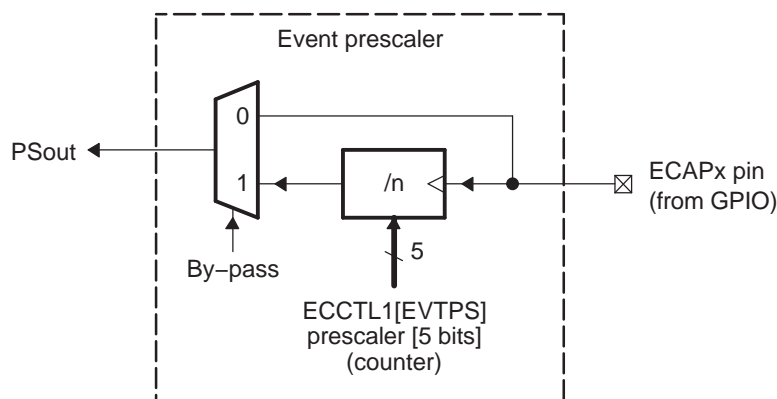 Event prescaler
0
PSout
ECAPx pin
(from GPIO)
1
/n
5
By−pass
ECCTL1[EVTPS]
prescaler [5 bits]
(counter)